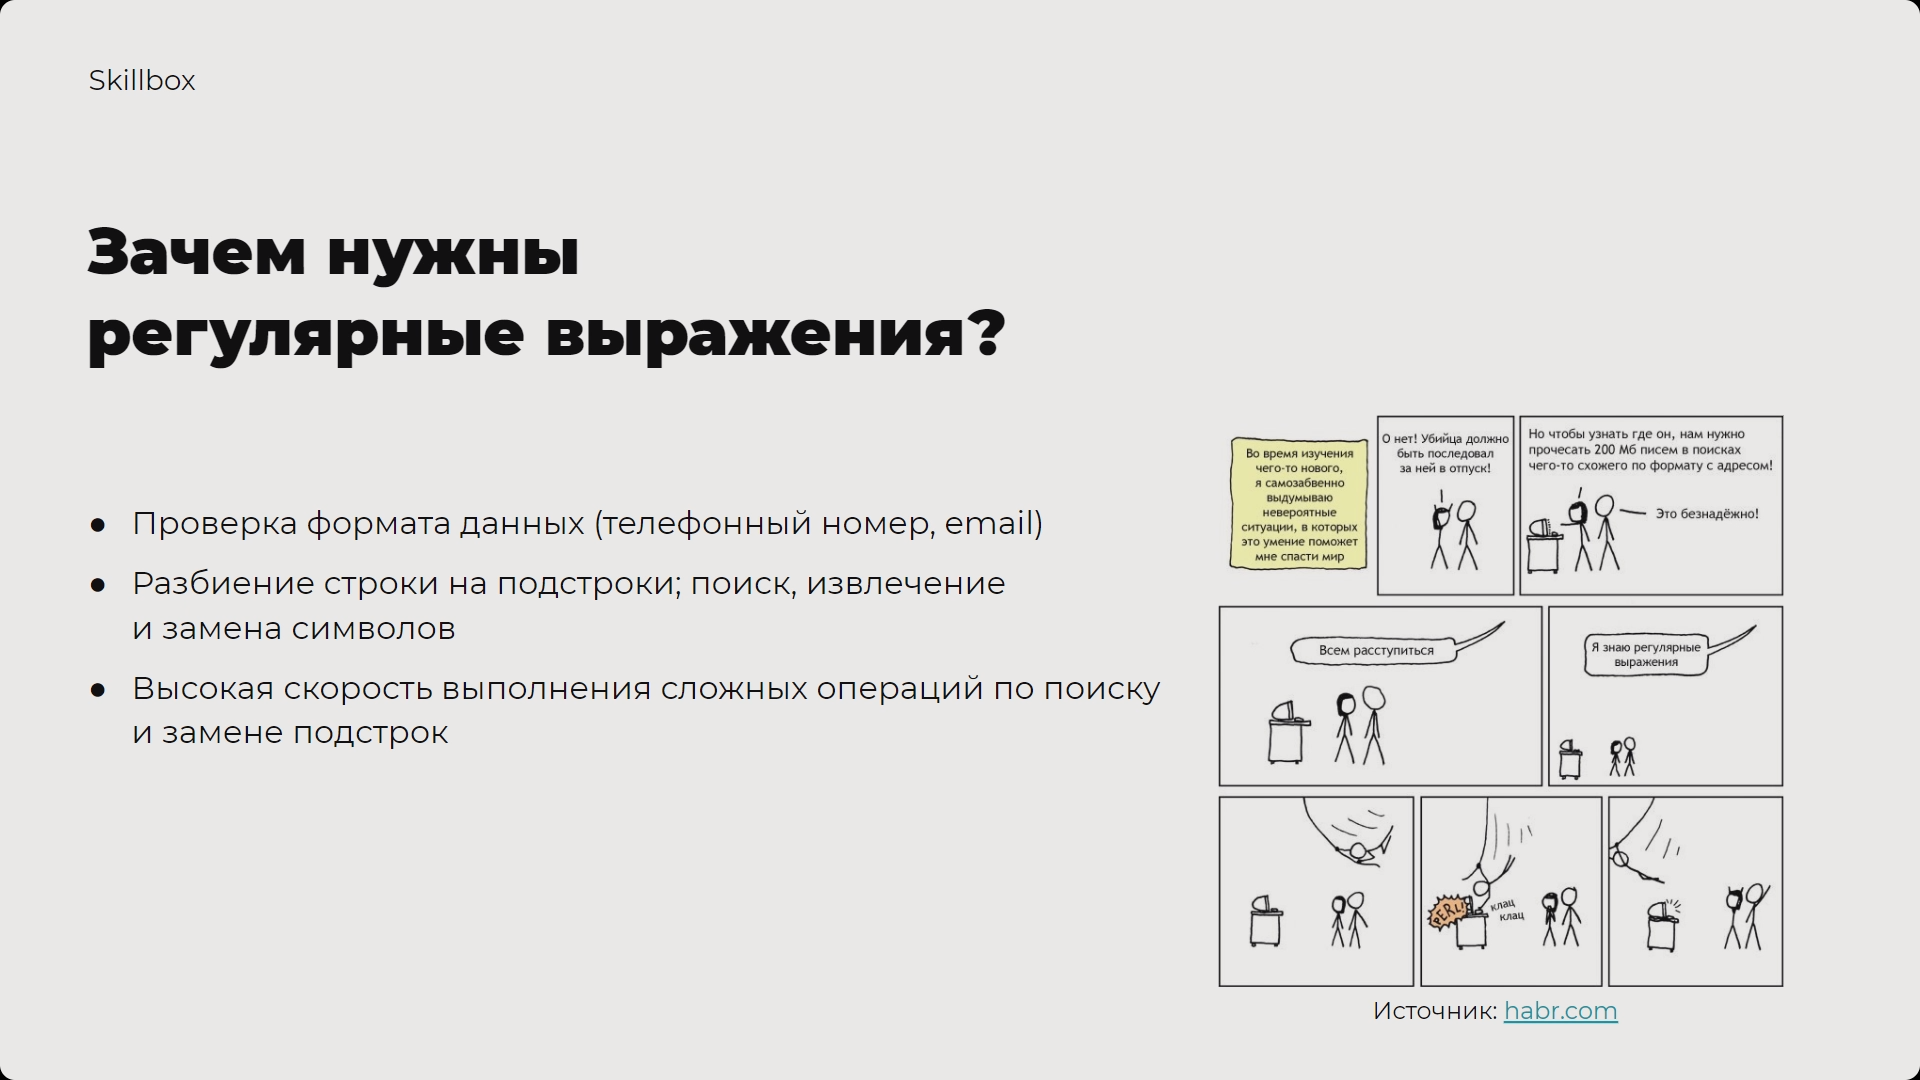 Skillbox
Зачем нужны
регулярные выражения?
● Проверка формата данных (телефонный номер, email)
● Разбиение строки на подстроки; поиск, извлечение
и замена символов
● Высокая скорость выполнения сложных операций по поиску
и замене подстрок
Во время изучения
чего-то нового,
я самозабвенно
выдумываю
невероятные
ситуации, в которых
это умение поможет
мне спасти мир
О нет! Убийца должно
быть последовал
за ней в отпуск!
Но чтобы узнать где он, нам нужно
прочесать 200 Мб писем в поисках
чего-то схожего по формату с адресом!
Это безнадёжно!
Всем расступиться
Я знаю регулярные
выражения
PERL!
клац
клац
Источник: habr.com